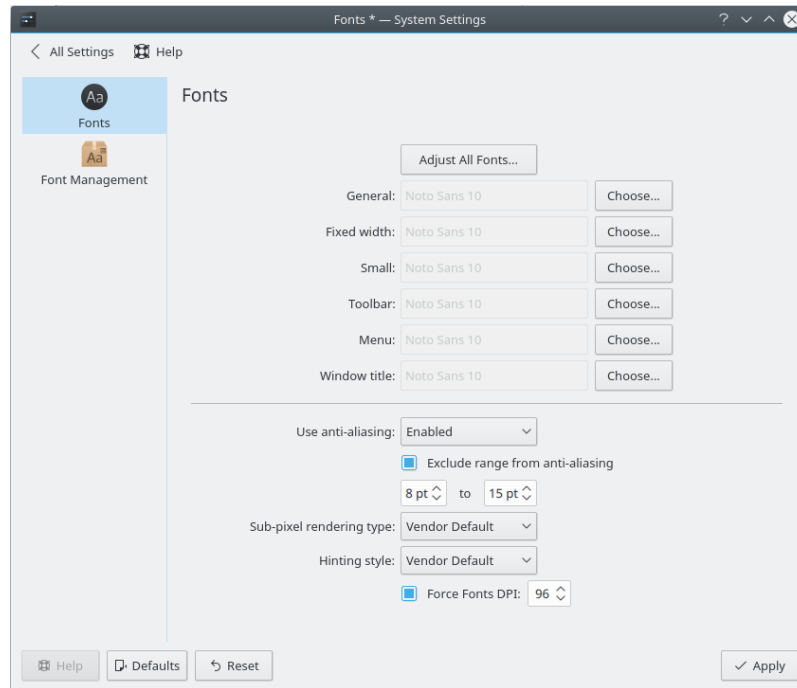 Fonts * — System Settings
All Settings Help
Aa
Fonts
Aa
Font Management
Fonts
Adjust All Fonts...
General: Noto Sans 10 Choose...
Fixed width: Noto Sans 10 Choose...
Small: Noto Sans 10 Choose...
Toolbar: Noto Sans 10 Choose...
Menu: Noto Sans 10 Choose...
Window title: Noto Sans 10 Choose...
Use anti-aliasing: Enabled
Exclude range from anti-aliasing
8 pt to 15 pt
Sub-pixel rendering type: Vendor Default
Hinting style: Vendor Default
Force Fonts DPI: 96
Help Defaults Reset Apply